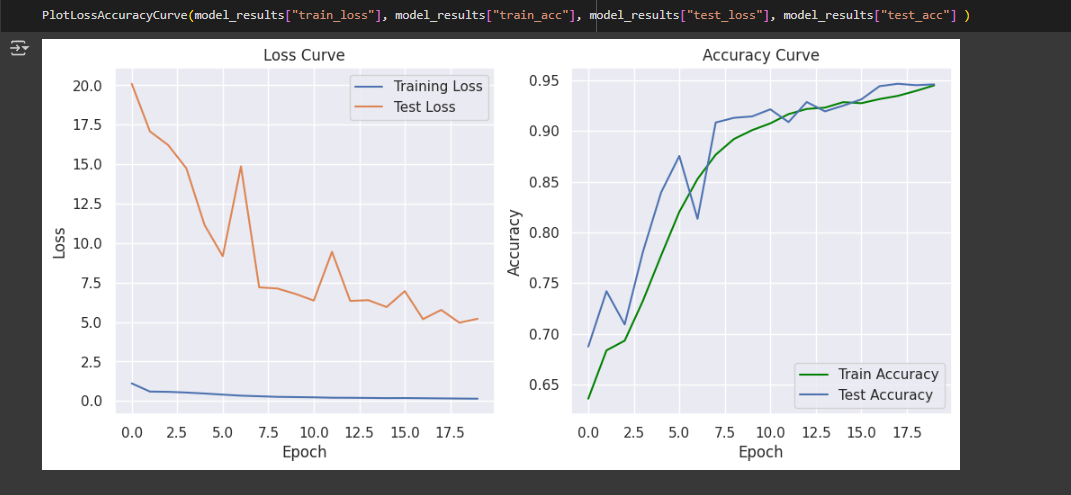 PlotLossAccuracyCurve(model_results["train_loss"], model_results["train_acc"], model_results["test_loss"], model_results["test_acc"] )
Loss Curve
Training Loss
Test Loss
20.0
17.5
15.0
12.5
10.0
7.5
5.0
2.5
0.0
Loss
0.0 2.5 5.0 7.5 10.0 12.5 15.0 17.5
Epoch
Accuracy Curve
0.95
0.90
0.85
0.80
0.75
0.70
0.65
Accuracy
Train Accuracy
Test Accuracy
0.0 2.5 5.0 7.5 10.0 12.5 15.0 17.5
Epoch